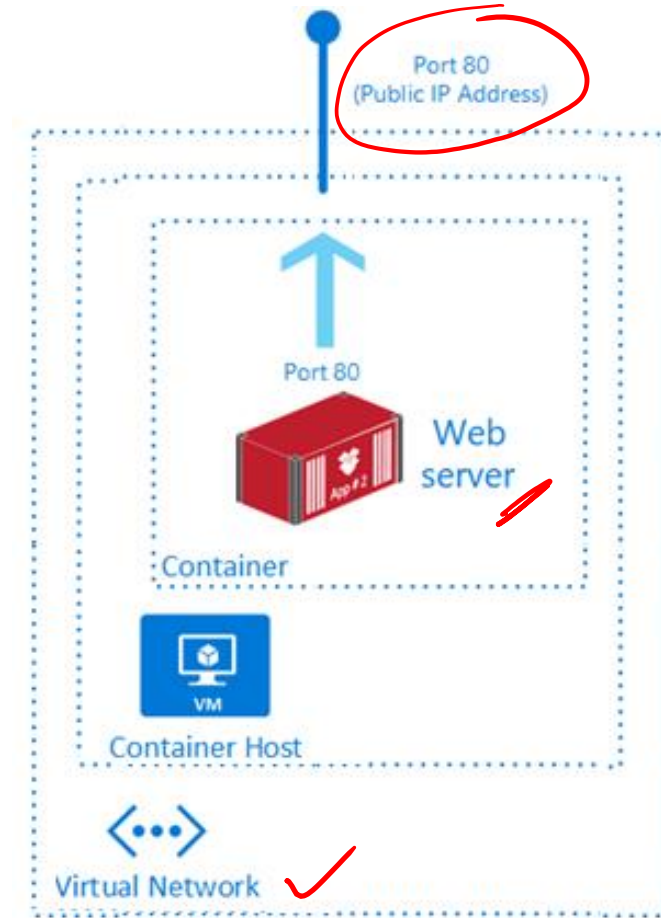 Port 80
(Public IP Address)
Port 80
Web
server
App # 2
Container
VM
Container Host
Virtual Network